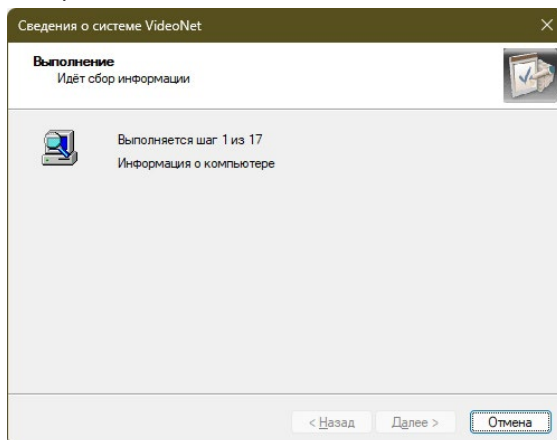 Сведения о системе VideoNet
Выполнение
Идёт сбор информации
Выполняется шаг 1 из 17
Информация о компьютере
< Назад
Далее >
Отмена